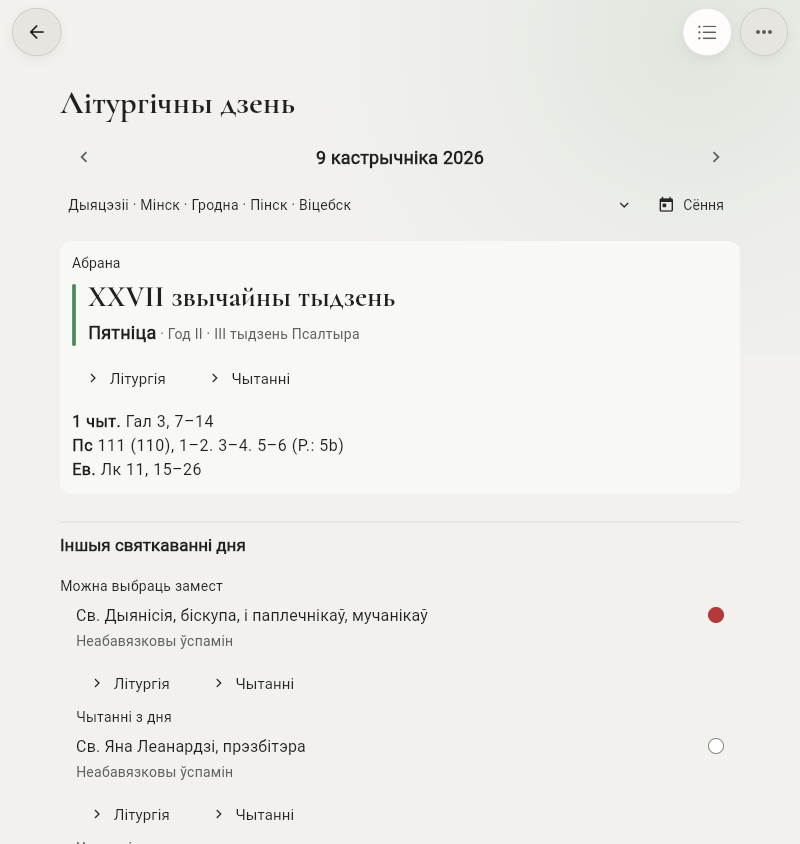 Літургічны дзень
9 кастрычніка 2026
Дыяцэзіі · Мінск · Гродна · Пінск · Віцебск
Сёння
Абрана
XXVII звычайны тыдзень
Пятніца · Год II · III тыдзень Псалтыра
Літургія
Чытанні
1 чыт. Гал 3, 7–14
Пс 111 (110), 1–2. 3–4. 5–6 (Р.: 5b)
Ев. Лк 11, 15–26
Іншыя святкаванні дня
Можна выбраць замест
Св. Дыянісія, біскупа, і паплечнікаў, мучанікаў
Неабавязковы ўспамін
Літургія
Чытанні
Чытанні з дня
Св. Яна Леанардзі, прэзбітэра
Неабавязковы ўспамін
Літургія
Чытанні